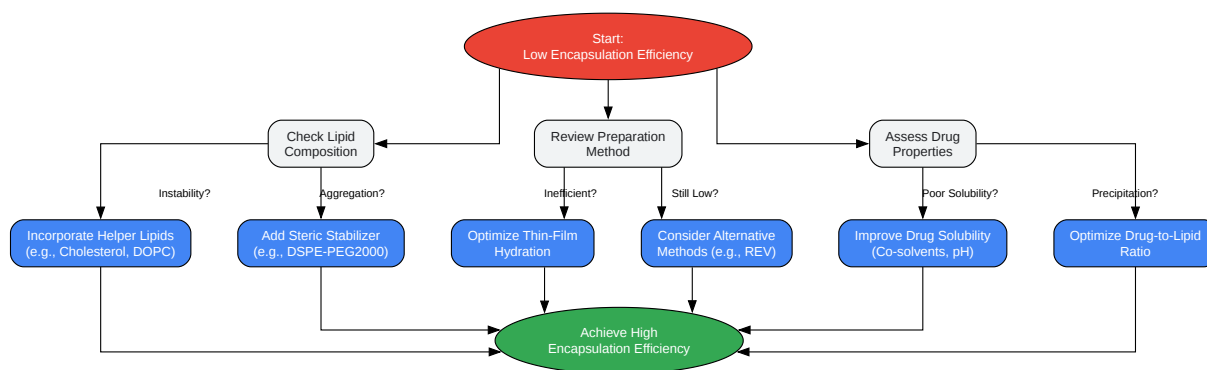 Start:
Low Encapsulation Efficiency
Check Lipid
Composition
Review Preparation
Method
Assess Drug
Properties
Instability?
Aggregation?
Inefficient?
Still Low?
Poor Solubility?
Precipitation?
Incorporate Helper Lipids
(e.g., Cholesterol, DOPC)
Add Steric Stabilizer
(e.g., DSPE-PEG2000)
Optimize Thin-Film
Hydration
Consider Alternative
Methods (e.g., REV)
Improve Drug Solubility
(Co-solvents, pH)
Optimize Drug-to-Lipid
Ratio
Achieve High
Encapsulation Efficiency